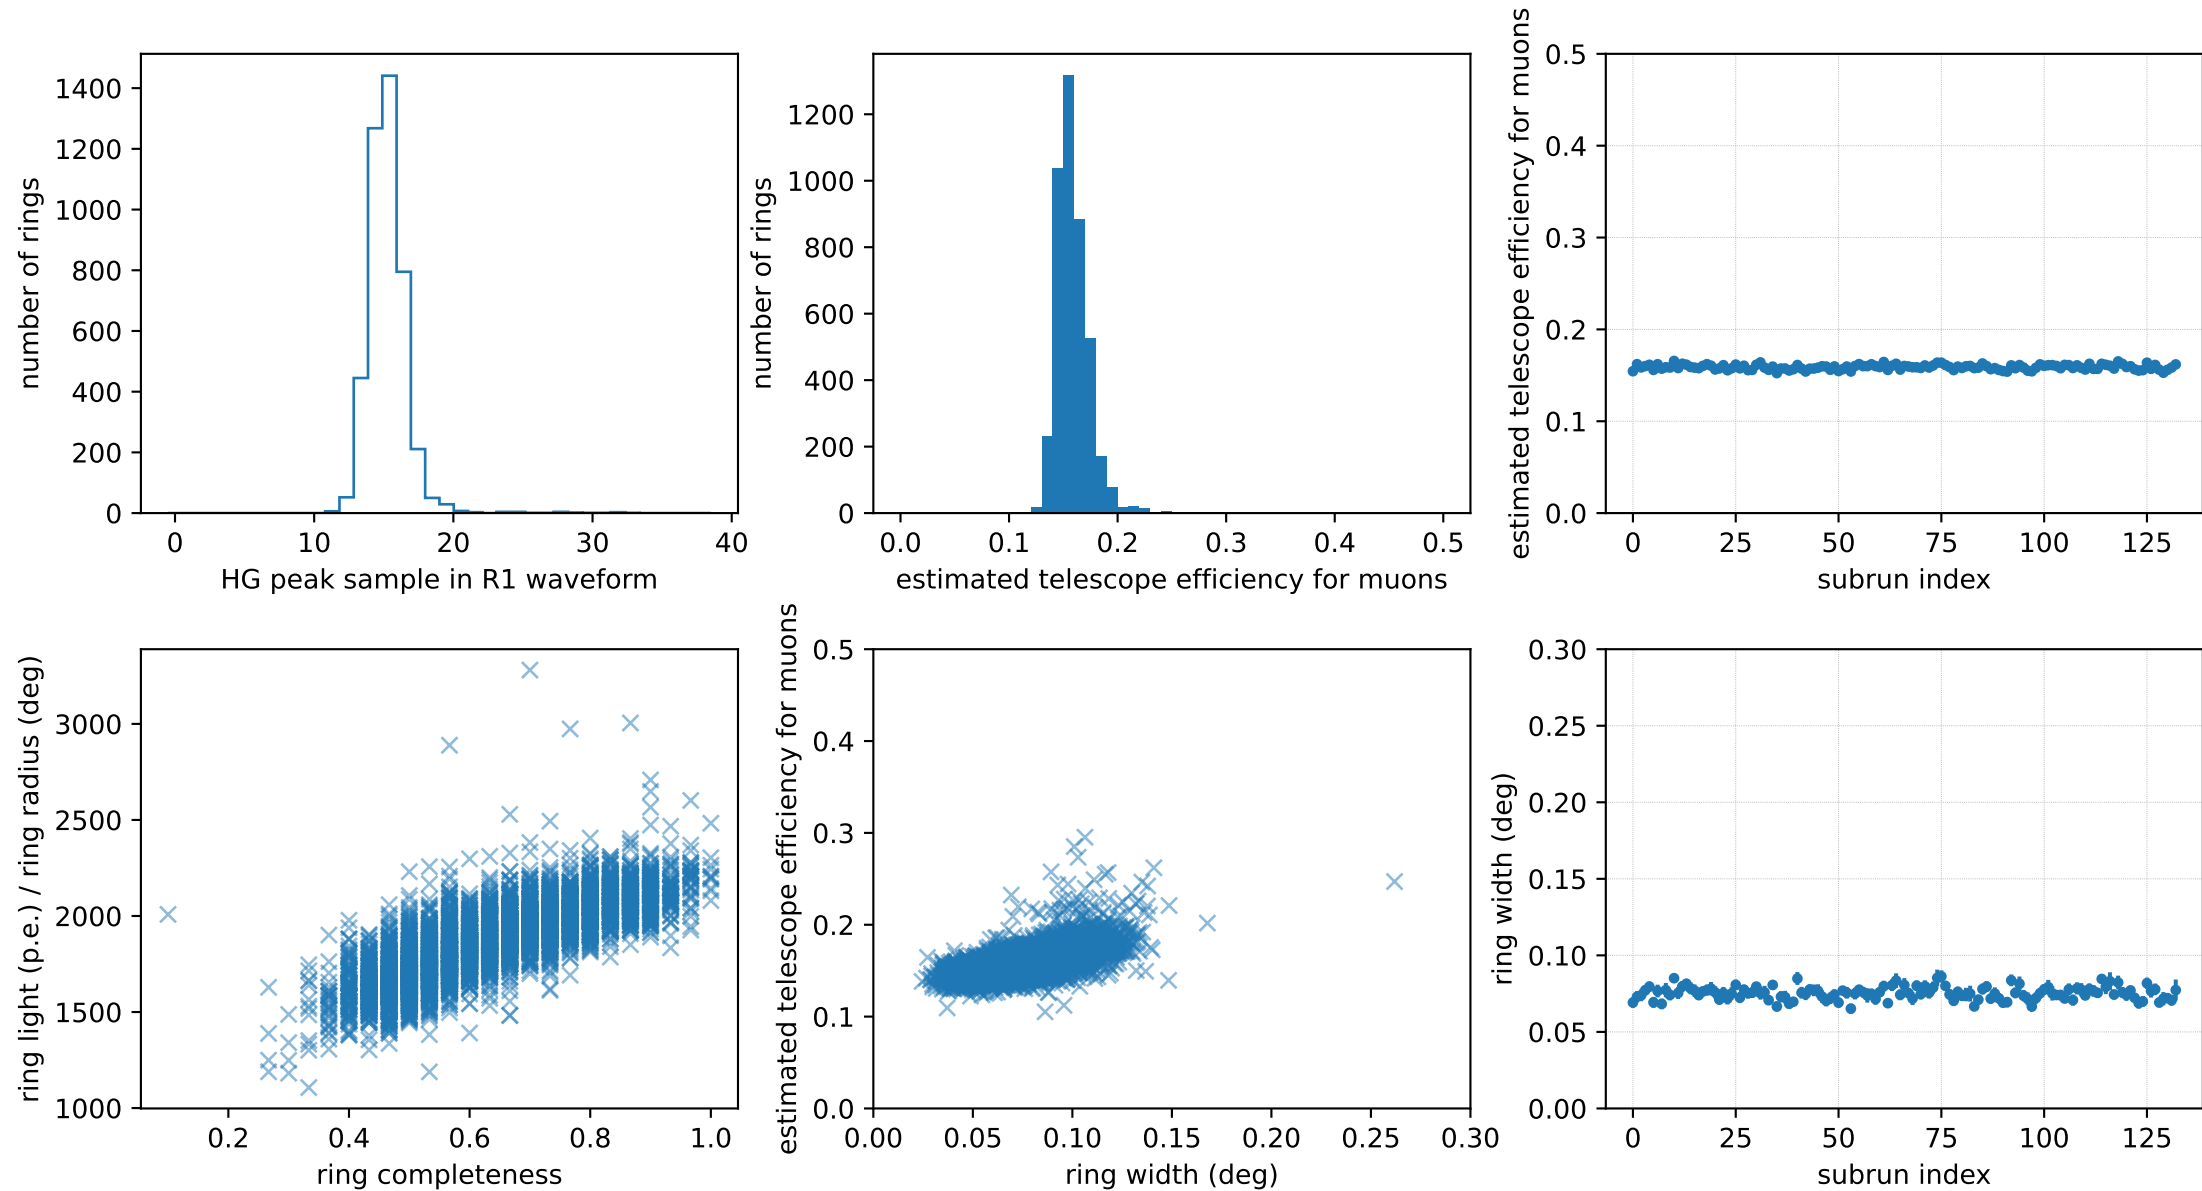 number of rings
1400
1200
1000
800
600
400
200
0
0 10 20 30 40
HG peak sample in R1 waveform
number of rings
1200
1000
800
600
400
200
0
0.0 0.1 0.2 0.3 0.4 0.5
estimated telescope efficiency for muons
estimated telescope efficiency for muons
0.5
0.4
0.3
0.2
0.1
0.0
0 25 50 75 100 125
subrun index
ring light (p.e.) / ring radius (deg)
3000
2500
2000
1500
1000
0.2 0.4 0.6 0.8 1.0
ring completeness
estimated telescope efficiency for muons
0.5
0.4
0.3
0.2
0.1
0.0
0.00 0.05 0.10 0.15 0.20 0.25 0.30
ring width (deg)
ring width (deg)
0.30
0.25
0.20
0.15
0.10
0.05
0.00
0 25 50 75 100 125
subrun index